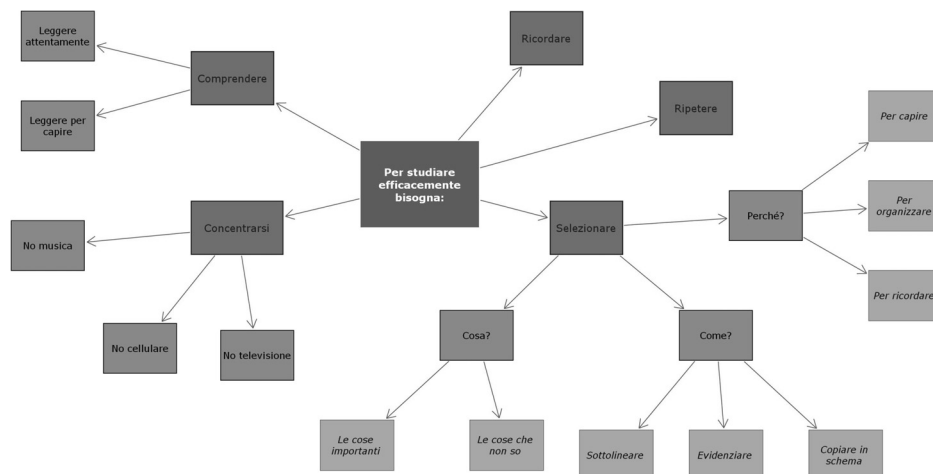 Leggere
attentamente
Comprendere
Ricordare
Leggere per
capire
Ripetere
Per capire
Per studiare
efficacemente
bisogna:
Per
organizzare
Concentrarsi
Selezionare
Perché?
No musica
Per ricordare
No cellulare
No televisione
Cosa?
Come?
Le cose
importanti
Le cose che
non so
Sottolineare
Evidenziare
Copiare in
schema